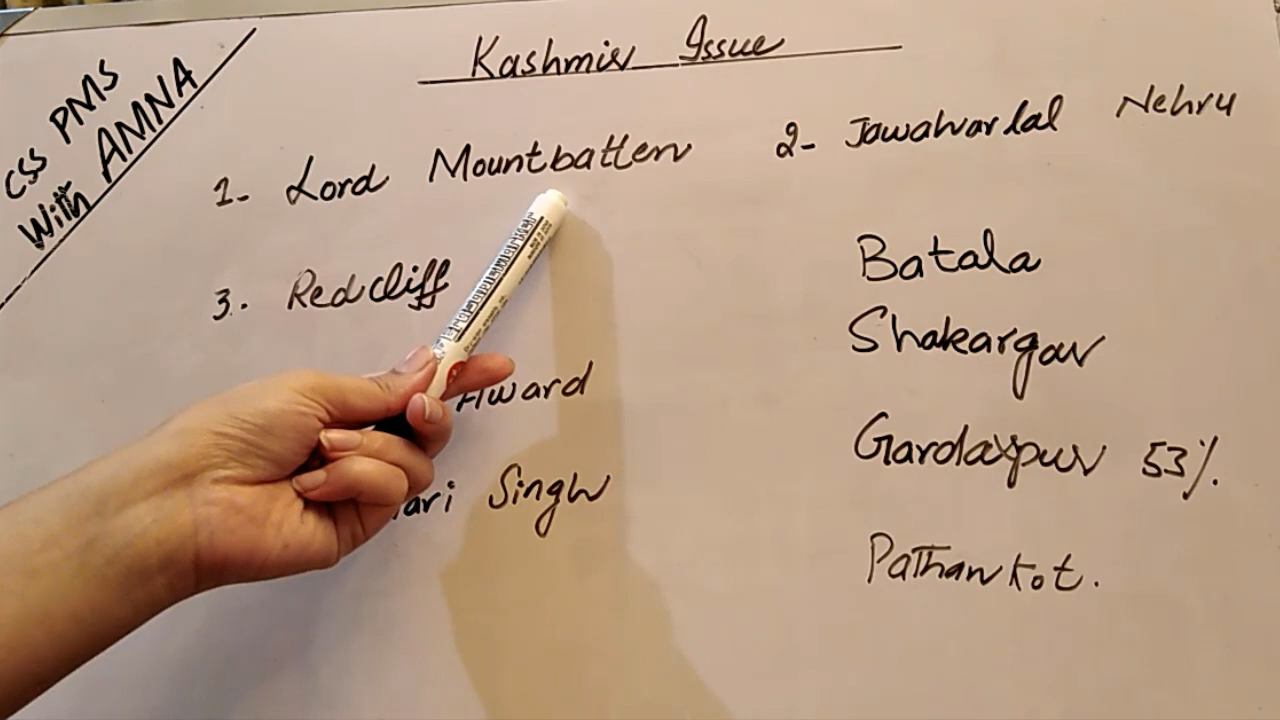 CSS PMS
With AMNA
Kashmir Issue
1- Lord Mountbatten
2- Jawaharlal Nehru
3. Redcliff
Award
Hari Singh
Batala
Shakargar
Gardaspur 53%.
Pathankot.